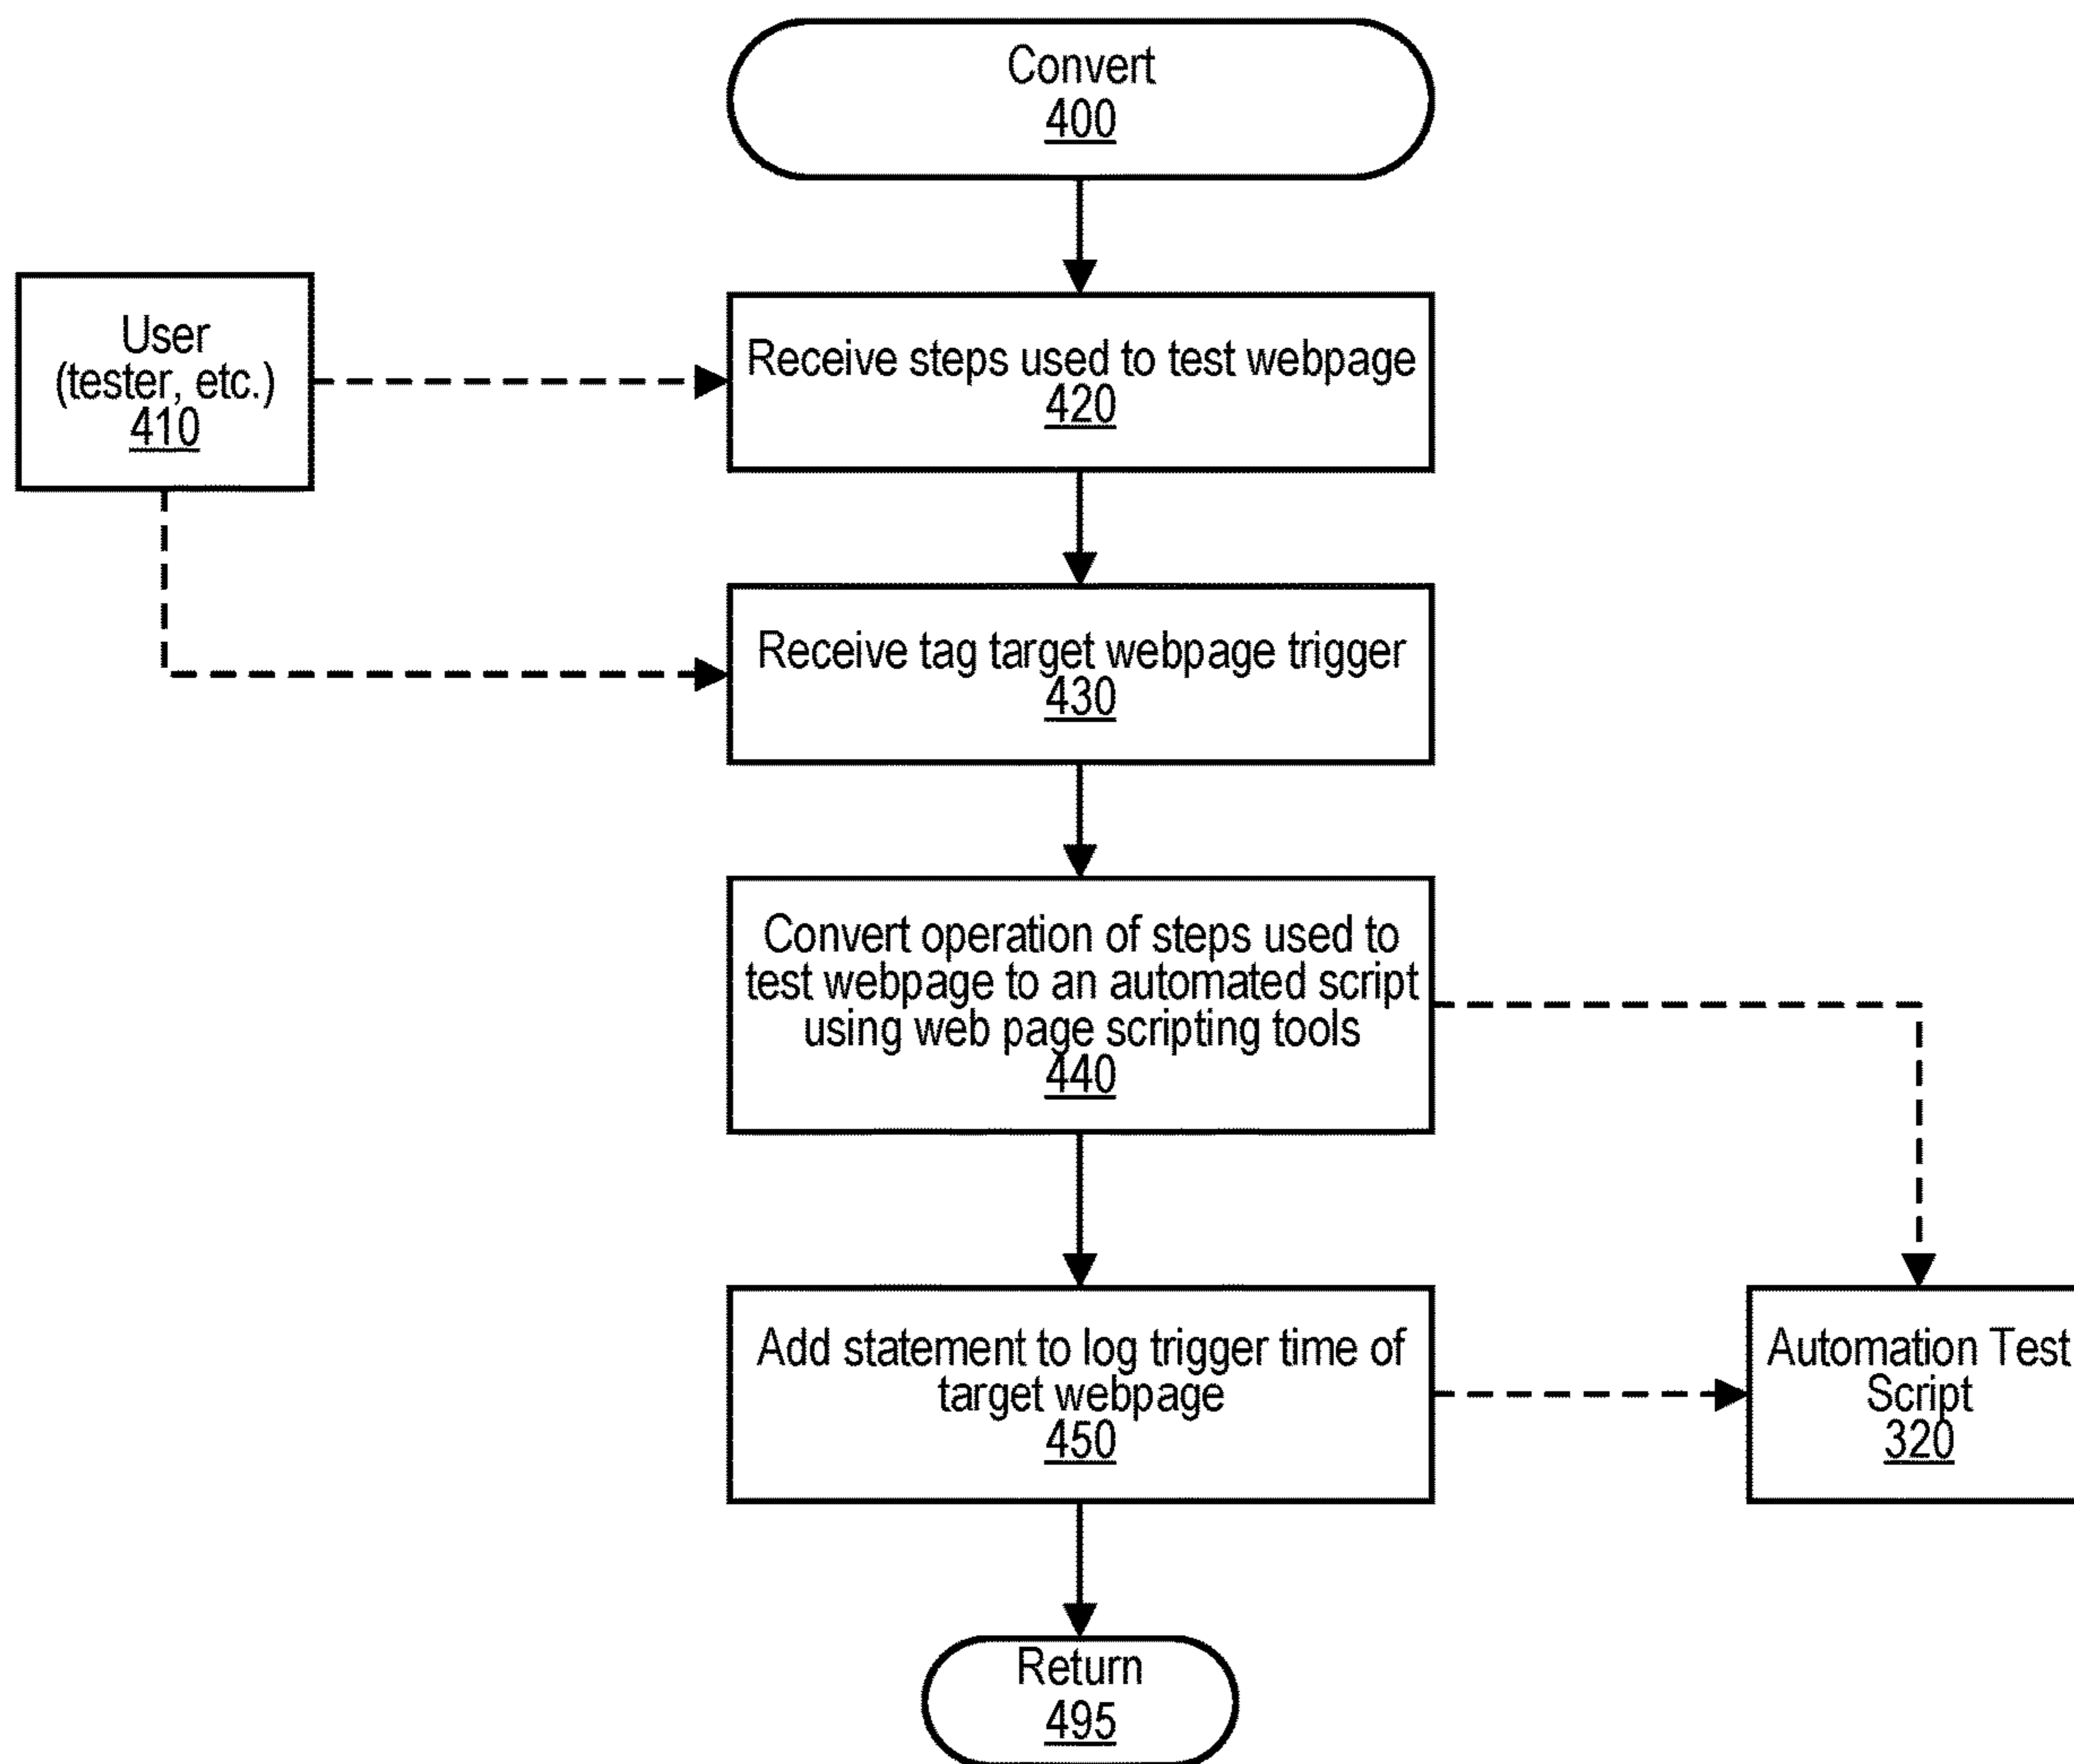 Convert
400
User
(tester, etc.)
410
Receive steps used to test webpage
420
Receive tag target webpage trigger
430
Convert operation of steps used to
test webpage to an automated script
using web page scripting tools
440
Add statement to log trigger time of
target webpage
450
Automation Test
Script
320
Return
495